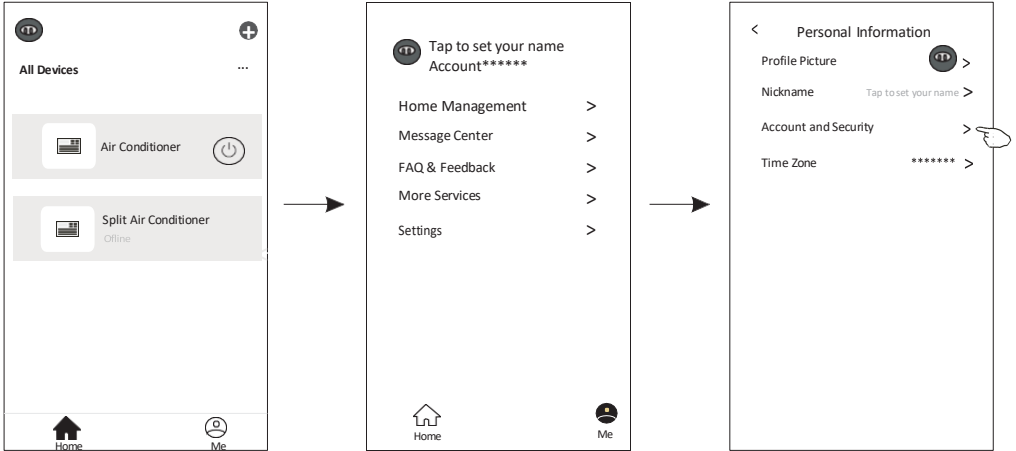 All Devices
...
Air Conditioner
Split Air Conditioner
Ofline
Home
Me
Tap to set your name
Account******
Home Management >
Message Center >
FAQ & Feedback >
More Services >
Settings >
Home
Me
< Personal Information
Profile Picture >
Nickname Tap to set your name >
Account and Security >
Time Zone ******* >